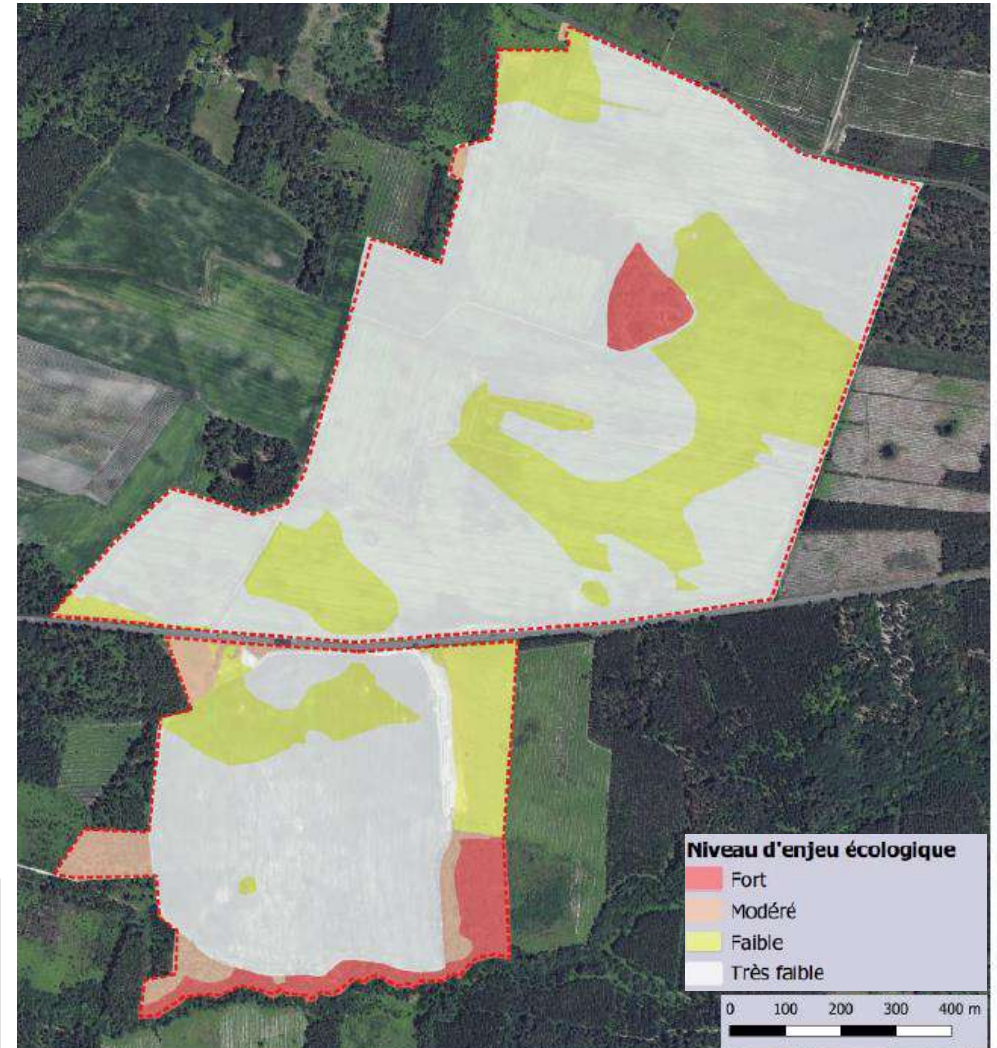 Niveau d'enjeu écologique
Fort
Modéré
Faible
Très faible
0 100 200 300 400 m